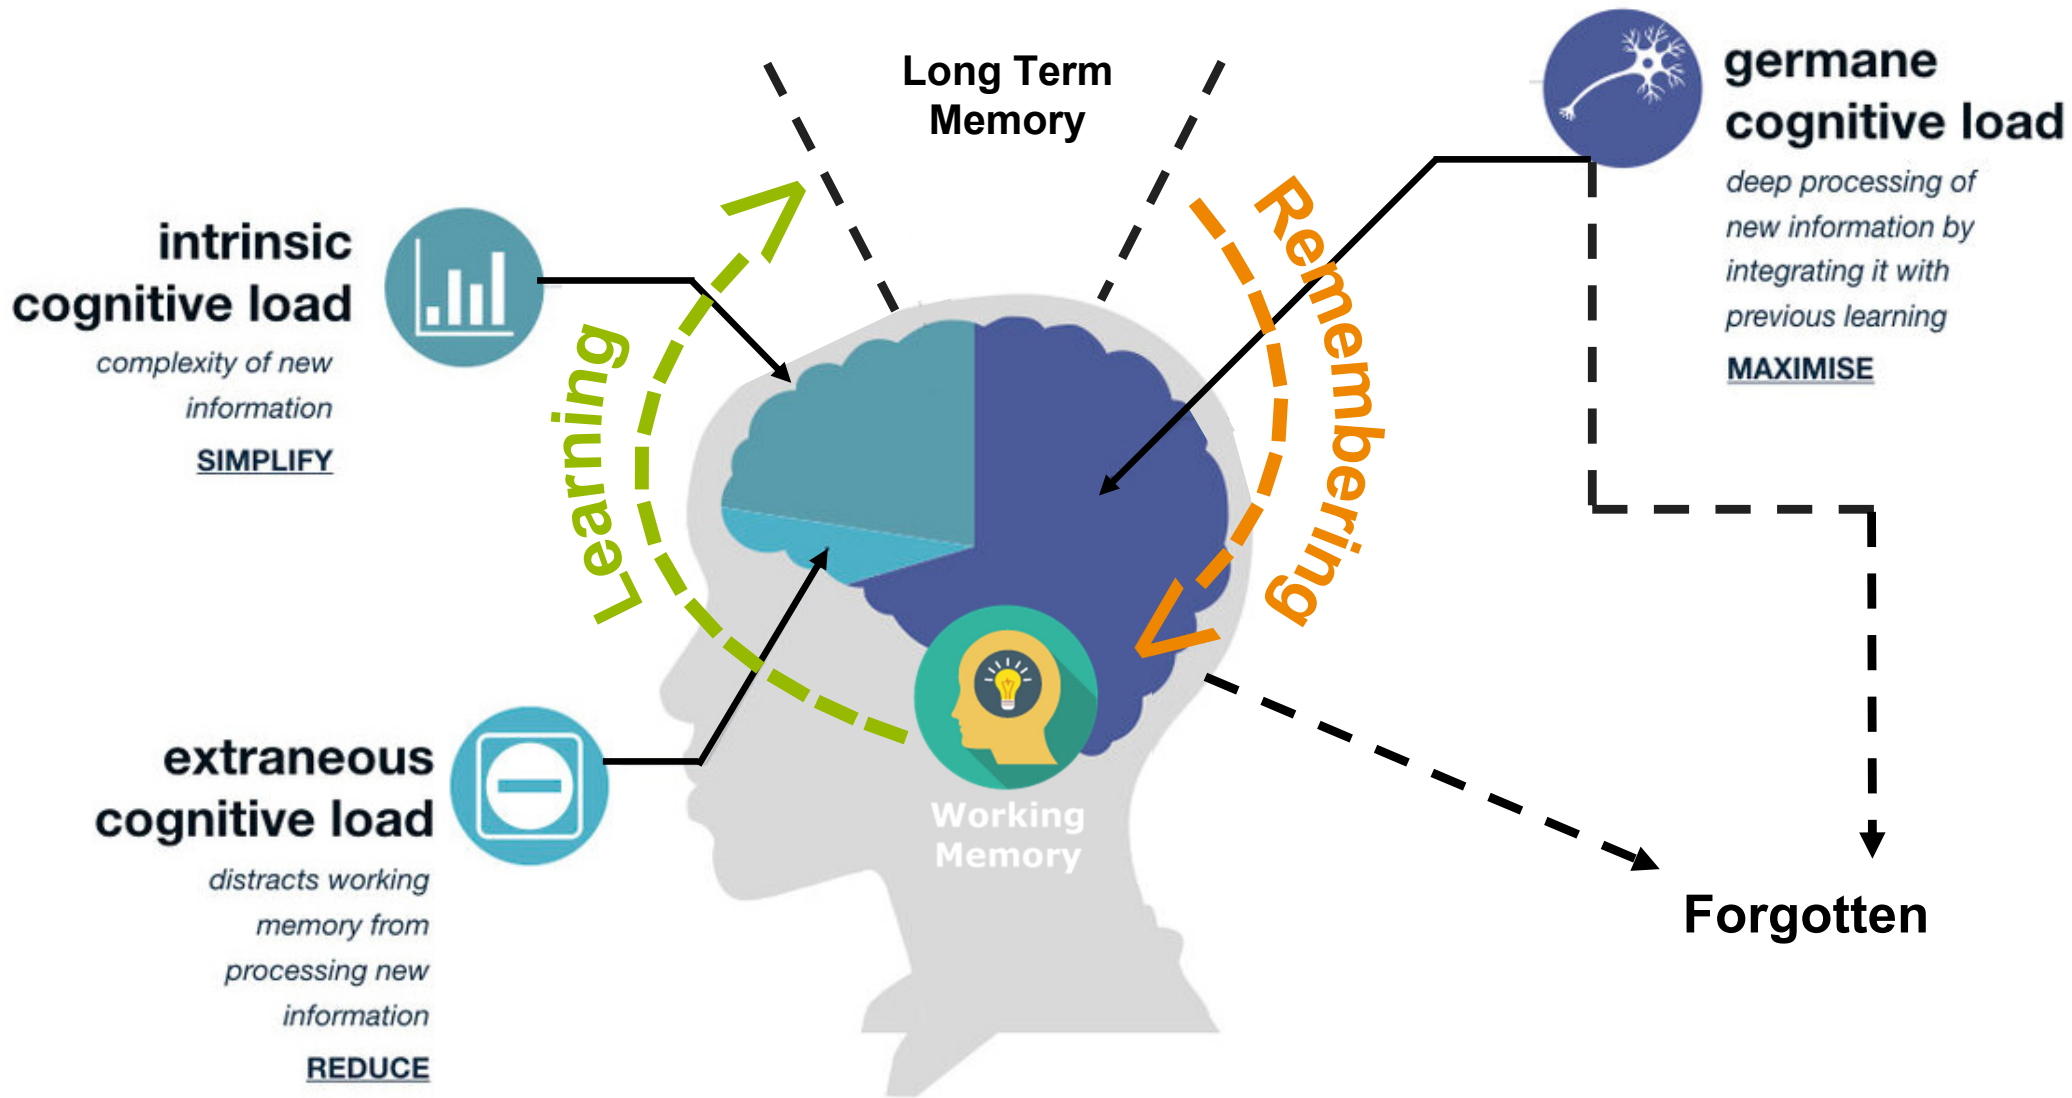 Long Term
Memory
germane
cognitive load
deep processing of
new information by
integrating it with
previous learning
MAXIMISE
intrinsic
cognitive load
complexity of new
information
SIMPLIFY
Learning
Remembering
extraneous
cognitive load
distracts working
memory from
processing new
information
REDUCE
Working
Memory
Forgotten